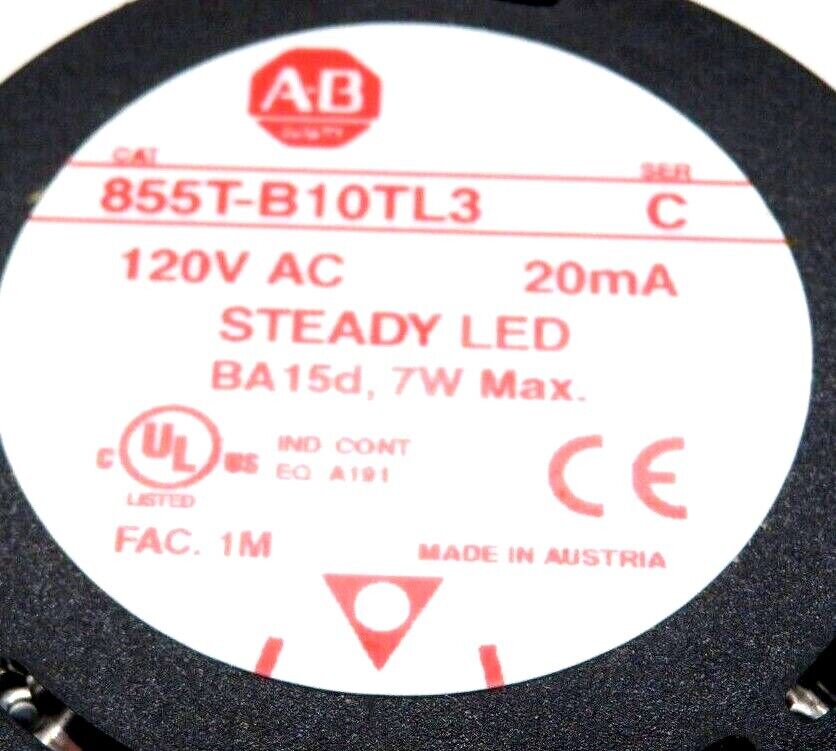 A-B
CAT SER
855T-B10TL3 C
120V AC 20mA
STEADY LED
BA15d, 7W Max.
C UL US IND CONT
EQ A191
LISTED
CE
FAC. 1M MADE IN AUSTRIA